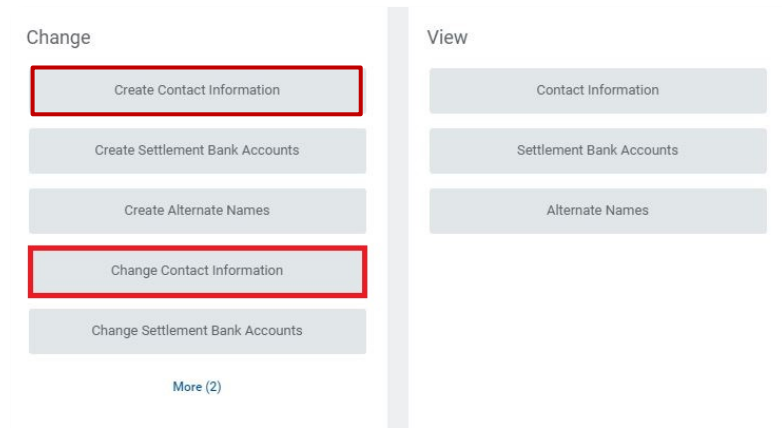 Change
Create Contact Information
Create Settlement Bank Accounts
Create Alternate Names
Change Contact Information
Change Settlement Bank Accounts
More (2)
View
Contact Information
Settlement Bank Accounts
Alternate Names